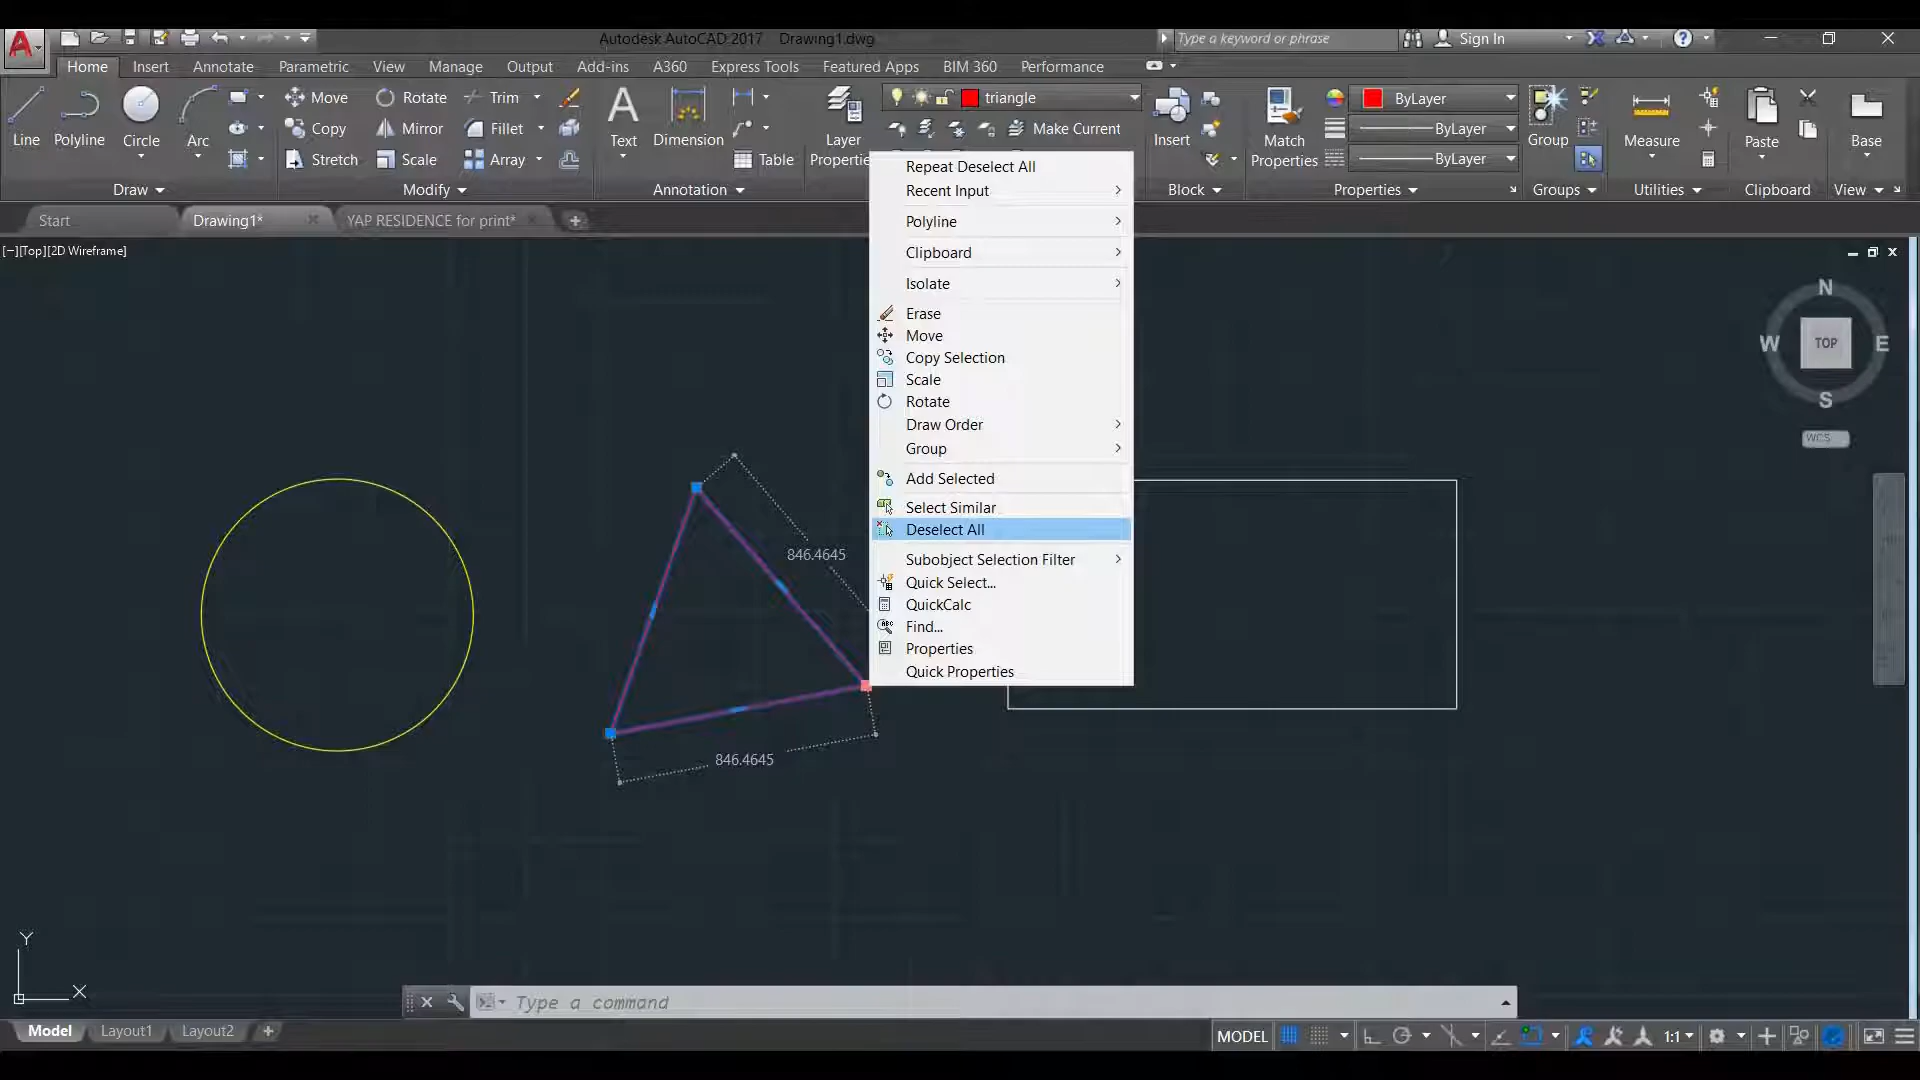 Autodesk AutoCAD 2017 Drawing1.dwg
Type a keyword or phrase
Sign In
Home Insert Annotate Parametric View Manage Output Add-ins A360 Express Tools Featured Apps BIM 360 Performance
Line
Polyline
Circle
Arc
Draw
Move Rotate Trim
Copy Mirror Fillet
Stretch Scale Array
Modify
Text
Dimension
Table
Annotation
Layer
Properties
triangle
Make Current
Insert
Block
Match
Properties
ByLayer
ByLayer
ByLayer
Properties
Group
Groups
Measure
Utilities
Paste
Clipboard
Base
View
Start
Drawing1*
YAP RESIDENCE for print*
[−][Top][2D Wireframe]
Repeat Deselect All
Recent Input
Polyline
Clipboard
Isolate
Erase
Move
Copy Selection
Scale
Rotate
Draw Order
Group
Add Selected
Select Similar
Deselect All
Subobject Selection Filter
Quick Select...
QuickCalc
Find...
Properties
Quick Properties
846.4645
846.4645
N
W TOP E
S
WCS
Y
X
Type a command
Model Layout1 Layout2
MODEL
1:1